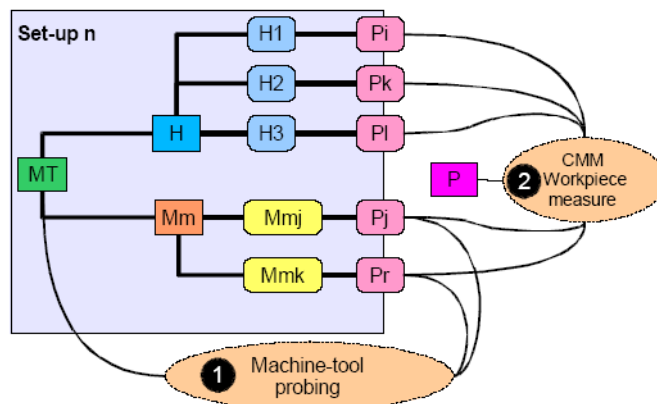 Set-up n
H1
Pi
H2
Pk
H
H3
Pl
MT
P
2
CMM
Workpiece
measure
Mm
Mmj
Pj
Mmk
Pr
1
Machine-tool
probing